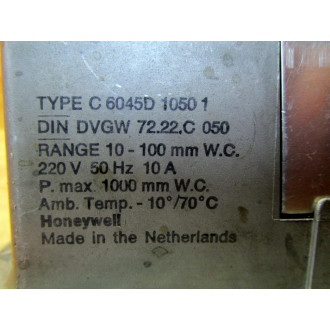 TYPE C 6045D 1050 1
DIN DVGW 72.22.C 050
RANGE 10 - 100 mm W.C.
220 V 50 Hz 10 A
P. max 1000 mm W.C.
Amb. Temp. - 10°/70°C
Honeywell
Made in the Netherlands